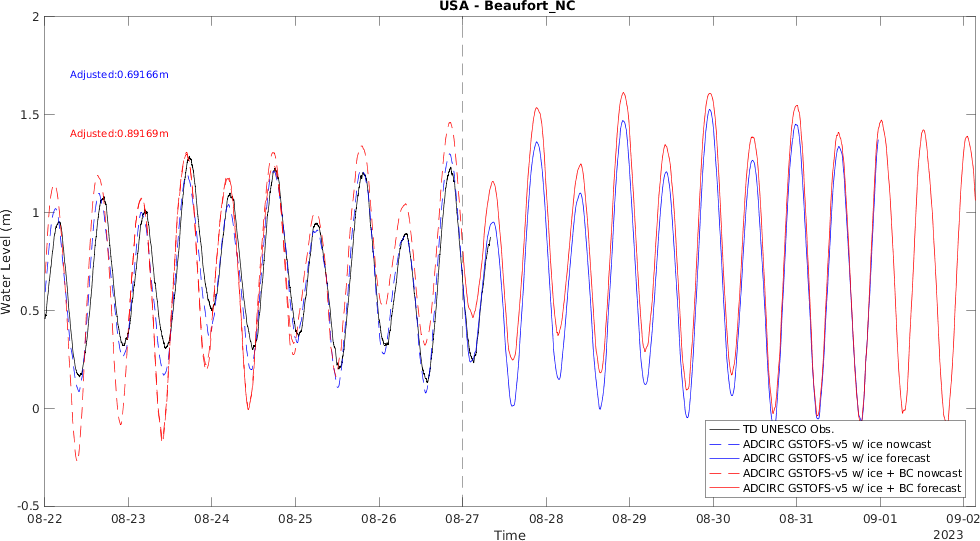 USA - Beaufort_NC
2
1.5
1
0.5
0
-0.5
Water Level (m)
Adjusted:0.69166m
Adjusted:0.89169m
TD UNESCO Obs.
ADCIRC GSTOFS-v5 w/ ice nowcast
ADCIRC GSTOFS-v5 w/ ice forecast
ADCIRC GSTOFS-v5 w/ ice + BC nowcast
ADCIRC GSTOFS-v5 w/ ice + BC forecast
08-22 08-23 08-24 08-25 08-26 08-27 08-28 08-29 08-30 08-31 09-01 09-02
Time
2023